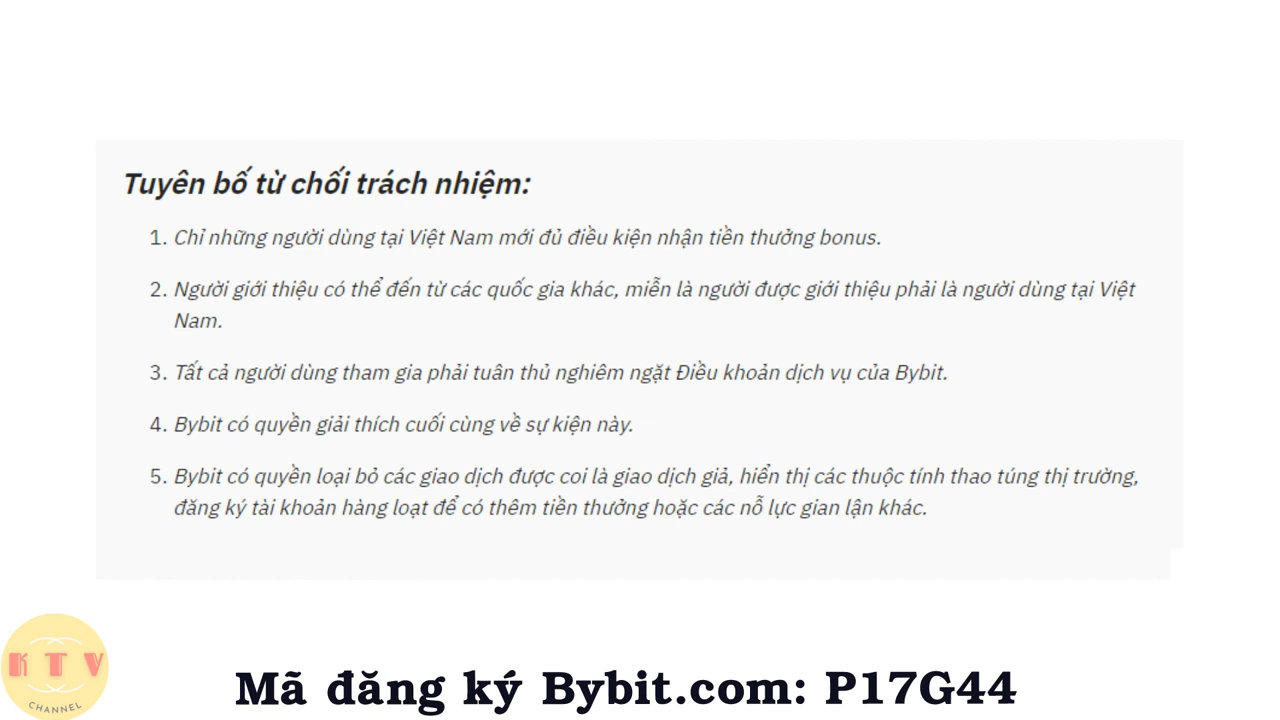 Tuyên bố từ chối trách nhiệm:
1. Chỉ những người dùng tại Việt Nam mới đủ điều kiện nhận tiền thưởng bonus.
2. Người giới thiệu có thể đến từ các quốc gia khác, miễn là người được giới thiệu phải là người dùng tại Việt
Nam.
3. Tất cả người dùng tham gia phải tuân thủ nghiêm ngặt Điều khoản dịch vụ của Bybit.
4. Bybit có quyền giải thích cuối cùng về sự kiện này.
5. Bybit có quyền loại bỏ các giao dịch được coi là giao dịch giả, hiển thị các thuộc tính thao túng thị trường,
đăng ký tài khoản hàng loạt để có thêm tiền thưởng hoặc các nỗ lực gian lận khác.
KTV
CHANNEL
Mã đăng ký Bybit.com: P17G44